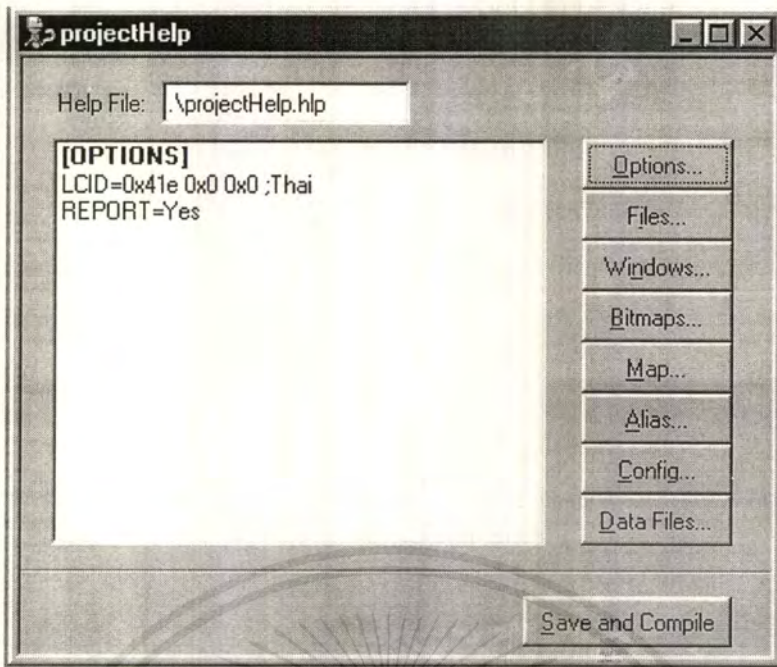 projectHelp
Help File: .\projectHelp.hlp
[OPTIONS]
LCID=0x41e 0x0 0x0 ;Thai
REPORT=Yes
Options...
Files...
Windows...
Bitmaps...
Map...
Alias...
Config...
Data Files...
Save and Compile